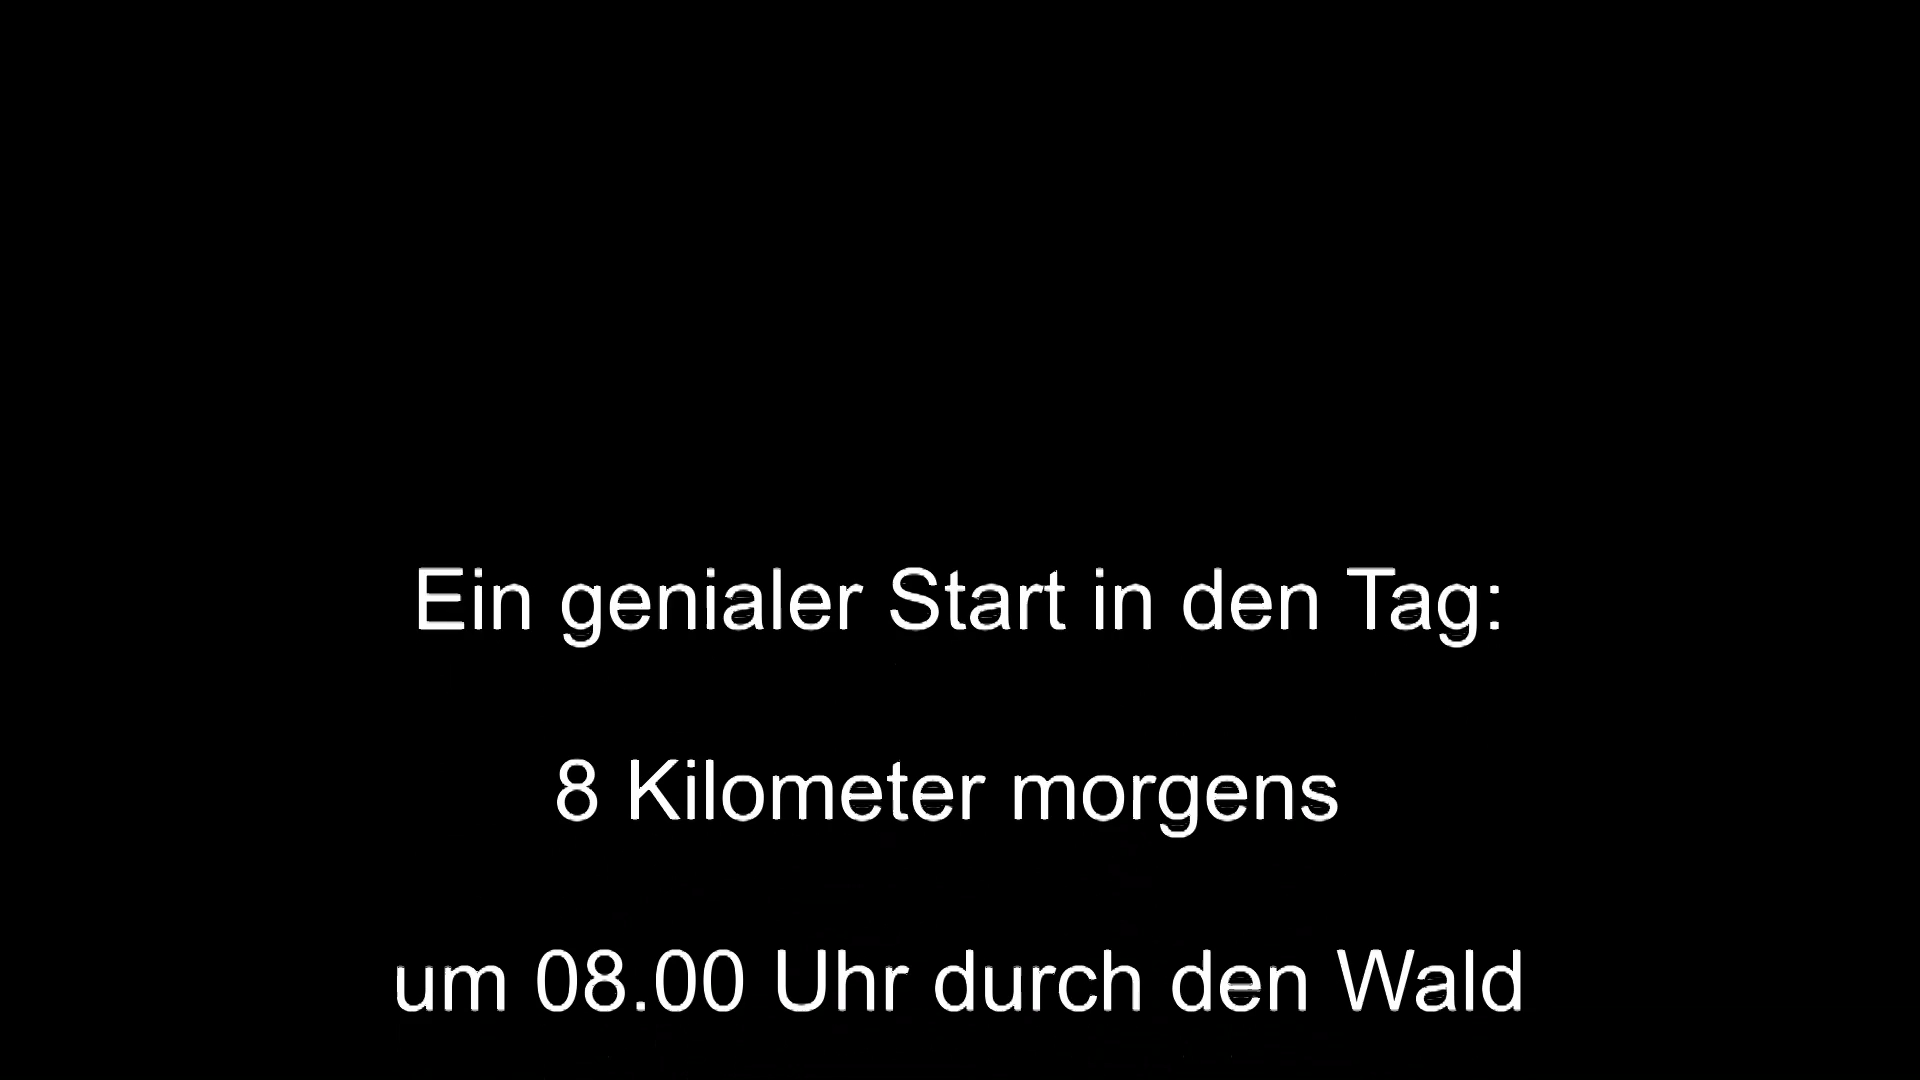 Ein genialer Start in den Tag:
8 Kilometer morgens
um 08.00 Uhr durch den Wald